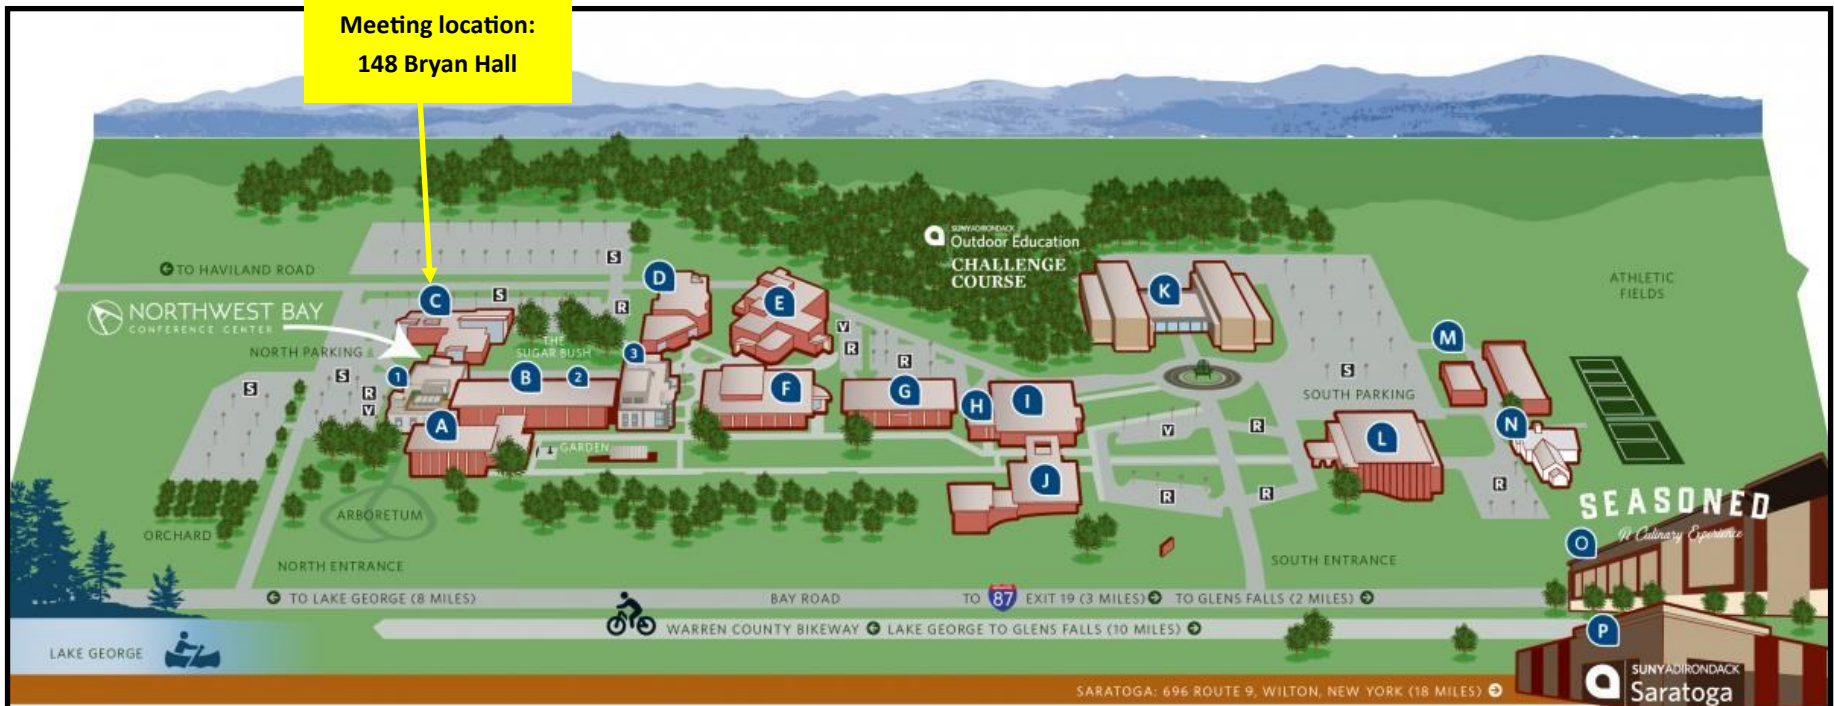 Meeting location:
148 Bryan Hall
SUNYADIRONDACK
Outdoor Education
CHALLENGE
COURSE
TO HAVILAND ROAD
S
D
C
S
R
E
K
ATHLETIC
FIELDS
NORTHWEST BAY
CONFERENCE CENTER
V
M
NORTH PARKING
THE
SUGAR BUSH
3
R
R
S
1
B
2
S
S
R
V
F
G
H
I
SOUTH PARKING
A
V
R
L
N
GARDEN
J
R
R
R
ARBORETUM
ORCHARD
SEASONED
A Culinary Experience
O
NORTH ENTRANCE
SOUTH ENTRANCE
TO LAKE GEORGE (8 MILES)
BAY ROAD
TO 87 EXIT 19 (3 MILES)
TO GLENS FALLS (2 MILES)
WARREN COUNTY BIKEWAY
LAKE GEORGE TO GLENS FALLS (10 MILES)
P
LAKE GEORGE
SUNYADIRONDACK
Saratoga
SARATOGA: 696 ROUTE 9, WILTON, NEW YORK (18 MILES)